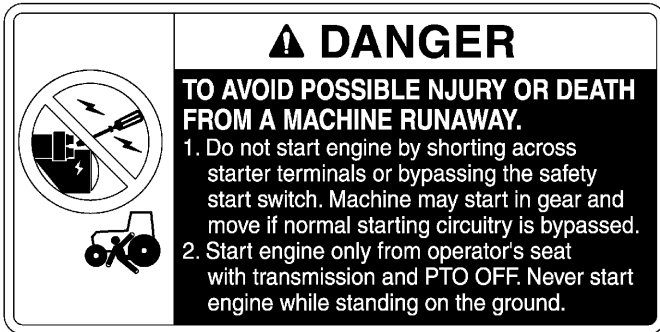 DANGER
TO AVOID POSSIBLE NJURY OR DEATH
FROM A MACHINE RUNAWAY.
1. Do not start engine by shorting across
starter terminals or bypassing the safety
start switch. Machine may start in gear and
move if normal starting circuitry is bypassed.
2. Start engine only from operator's seat
with transmission and PTO OFF. Never start
engine while standing on the ground.